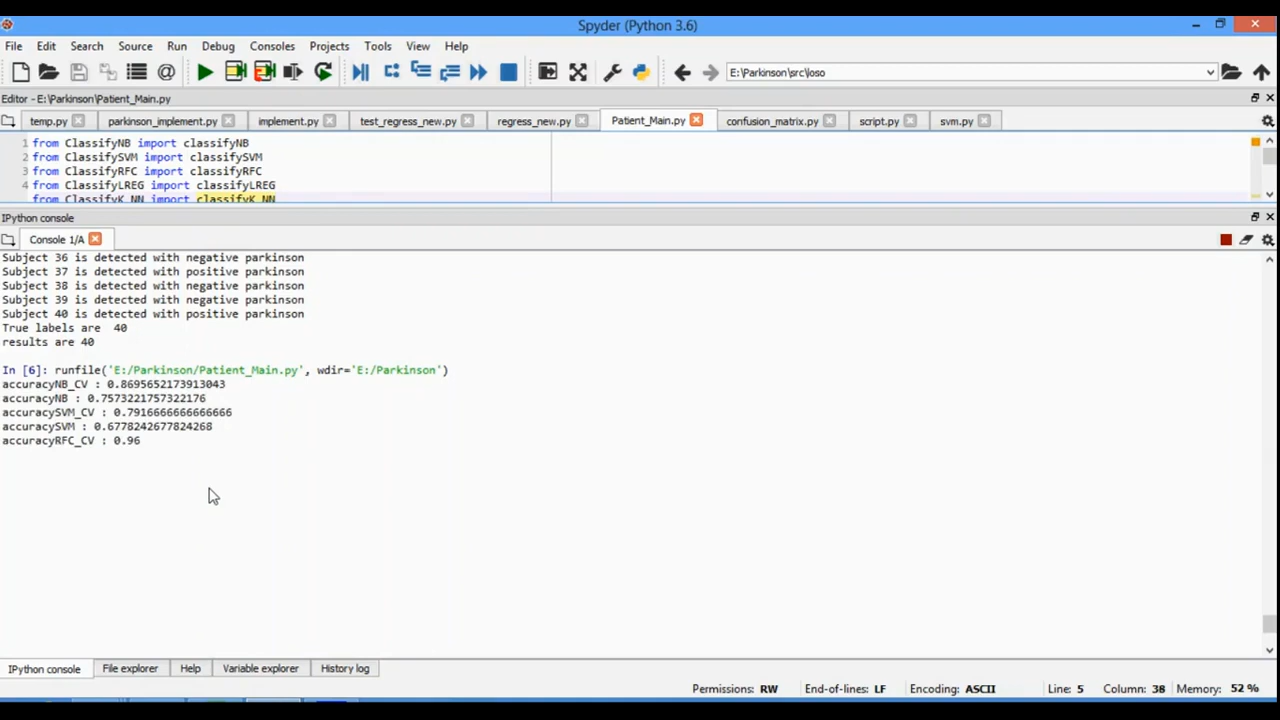 Spyder (Python 3.6)
File Edit Search Source Run Debug Consoles Projects Tools View Help
E:\Parkinson\src\loso
Editor - E:\Parkinson\Patient_Main.py
temp.py parkinson_implement.py implement.py test_regress_new.py regress_new.py Patient_Main.py confusion_matrix.py script.py svm.py
1 from ClassifyNB import classifyNB
2 from ClassifySVM import classifySVM
3 from ClassifyRFC import classifyRFC
4 from ClassifyLREG import classifyLREG
from ClassifyK_NN import classifyK_NN
IPython console
Console 1/A
Subject 36 is detected with negative parkinson
Subject 37 is detected with positive parkinson
Subject 38 is detected with negative parkinson
Subject 39 is detected with negative parkinson
Subject 40 is detected with positive parkinson
True labels are  40
results are 40
In [6]: runfile('E:/Parkinson/Patient_Main.py', wdir='E:/Parkinson')
accuracyNB_CV : 0.8695652173913043
accuracyNB : 0.7573221757322176
accuracySVM_CV : 0.7916666666666666
accuracySVM : 0.6778242677824268
accuracyRFC_CV : 0.96
IPython console File explorer Help Variable explorer History log
Permissions: RW End-of-lines: LF Encoding: ASCII Line: 5 Column: 38 Memory: 52 %